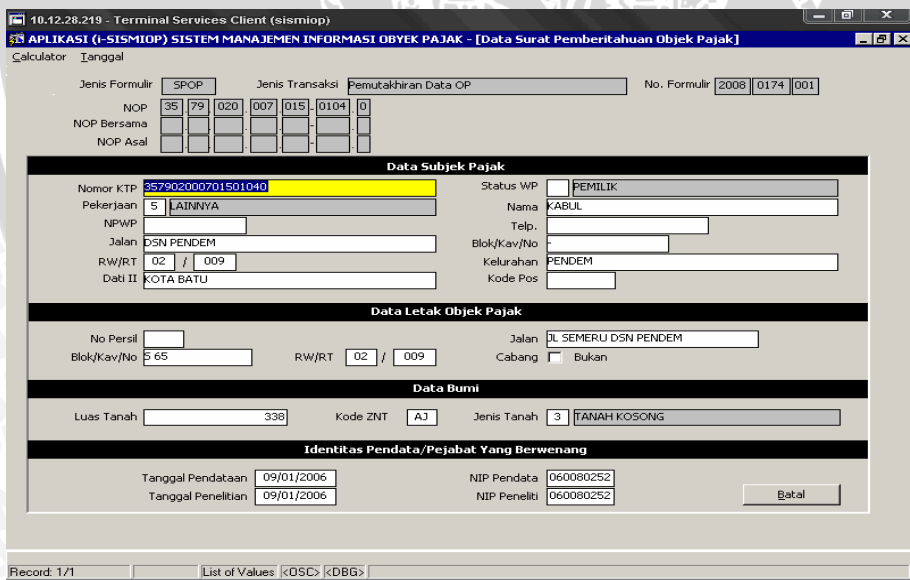 10.12.28.219 - Terminal Services Client (sismiop)
APLIKASI (i-SISMIOP) SISTEM MANAJEMEN INFORMASI OBYEK PAJAK - [Data Surat Pemberitahuan Objek Pajak]
Calculator Tanggal
Jenis Formulir SPOP Jenis Transaksi Pemutakhiran Data OP No. Formulir 2008 0174 001
NOP 35 . 79 . 020 . 007 . 015 - 0104 . 0
NOP Bersama . . . . - .
NOP Asal . . . . - .
Data Subjek Pajak
Nomor KTP 357902000701501040 Status WP PEMILIK
Pekerjaan 5 LAINNYA Nama KABUL
NPWP Telp.
Jalan DSN PENDEM Blok/Kav/No -
RW/RT 02 / 009 Kelurahan PENDEM
Dati II KOTA BATU Kode Pos
Data Letak Objek Pajak
No Persil Jalan JL SEMERU DSN PENDEM
Blok/Kav/No S 65 RW/RT 02 / 009 Cabang Bukan
Data Bumi
Luas Tanah 338 Kode ZNT AJ Jenis Tanah 3 TANAH KOSONG
Identitas Pendata/Pejabat Yang Berwenang
Tanggal Pendataan 09/01/2006 NIP Pendata 060080252
Tanggal Penelitian 09/01/2006 NIP Peneliti 060080252 Batal
Record: 1/1 List of Values <OSC> <DBG>